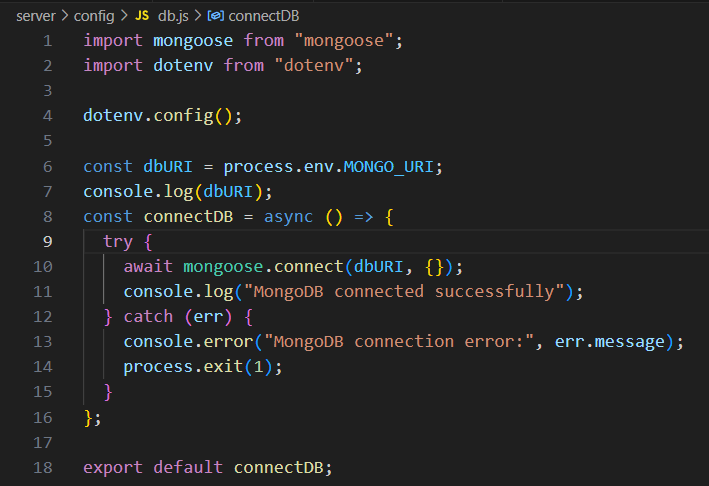 server > config > JS db.js > connectDB
1 import mongoose from "mongoose";
2 import dotenv from "dotenv";
3
4 dotenv.config();
5
6 const dbURI = process.env.MONGO_URI;
7 console.log(dbURI);
8 const connectDB = async () => {
9   try {
10     await mongoose.connect(dbURI, {});
11     console.log("MongoDB connected successfully");
12   } catch (err) {
13     console.error("MongoDB connection error:", err.message);
14     process.exit(1);
15   }
16 };
17
18 export default connectDB;